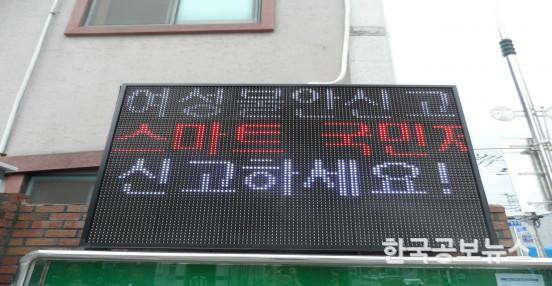 여성불안신고
스마트 국민제
신고하세요!
한국공보뉴스